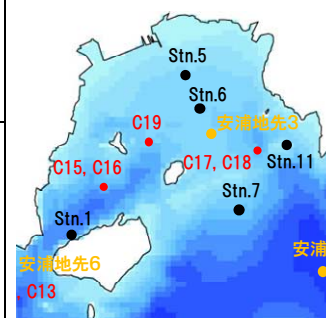 Stn.5
Stn.6
C19
安浦地先3
C15, C16
C17, C18
Stn.11
Stn.7
Stn.1
安浦
安浦地先6
, C13